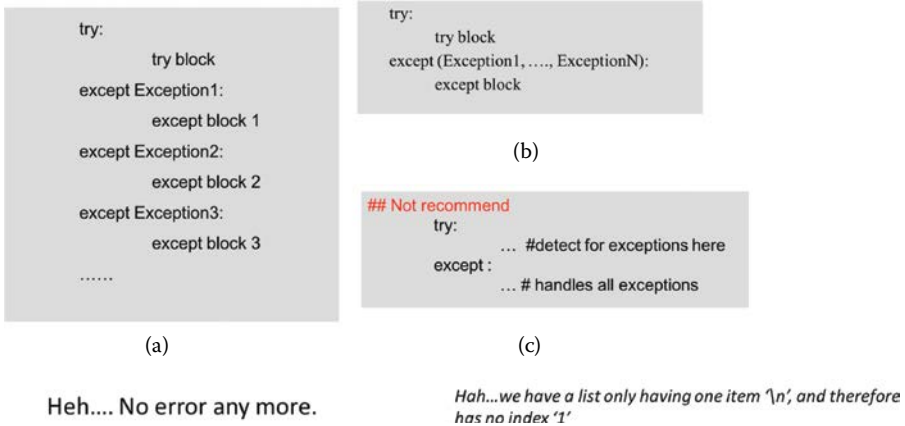 try:
try block
except Exception1:
except block 1
except Exception2:
except block 2
except Exception3:
except block 3
......
(a)
try:
try block
except (Exception1, …., ExceptionN):
except block
(b)
## Not recommend
try:
… #detect for exceptions here
except :
… # handles all exceptions
(c)
Heh.... No error any more.
Hah...we have a list only having one item ‘\n’, and therefore
has no index ‘1’